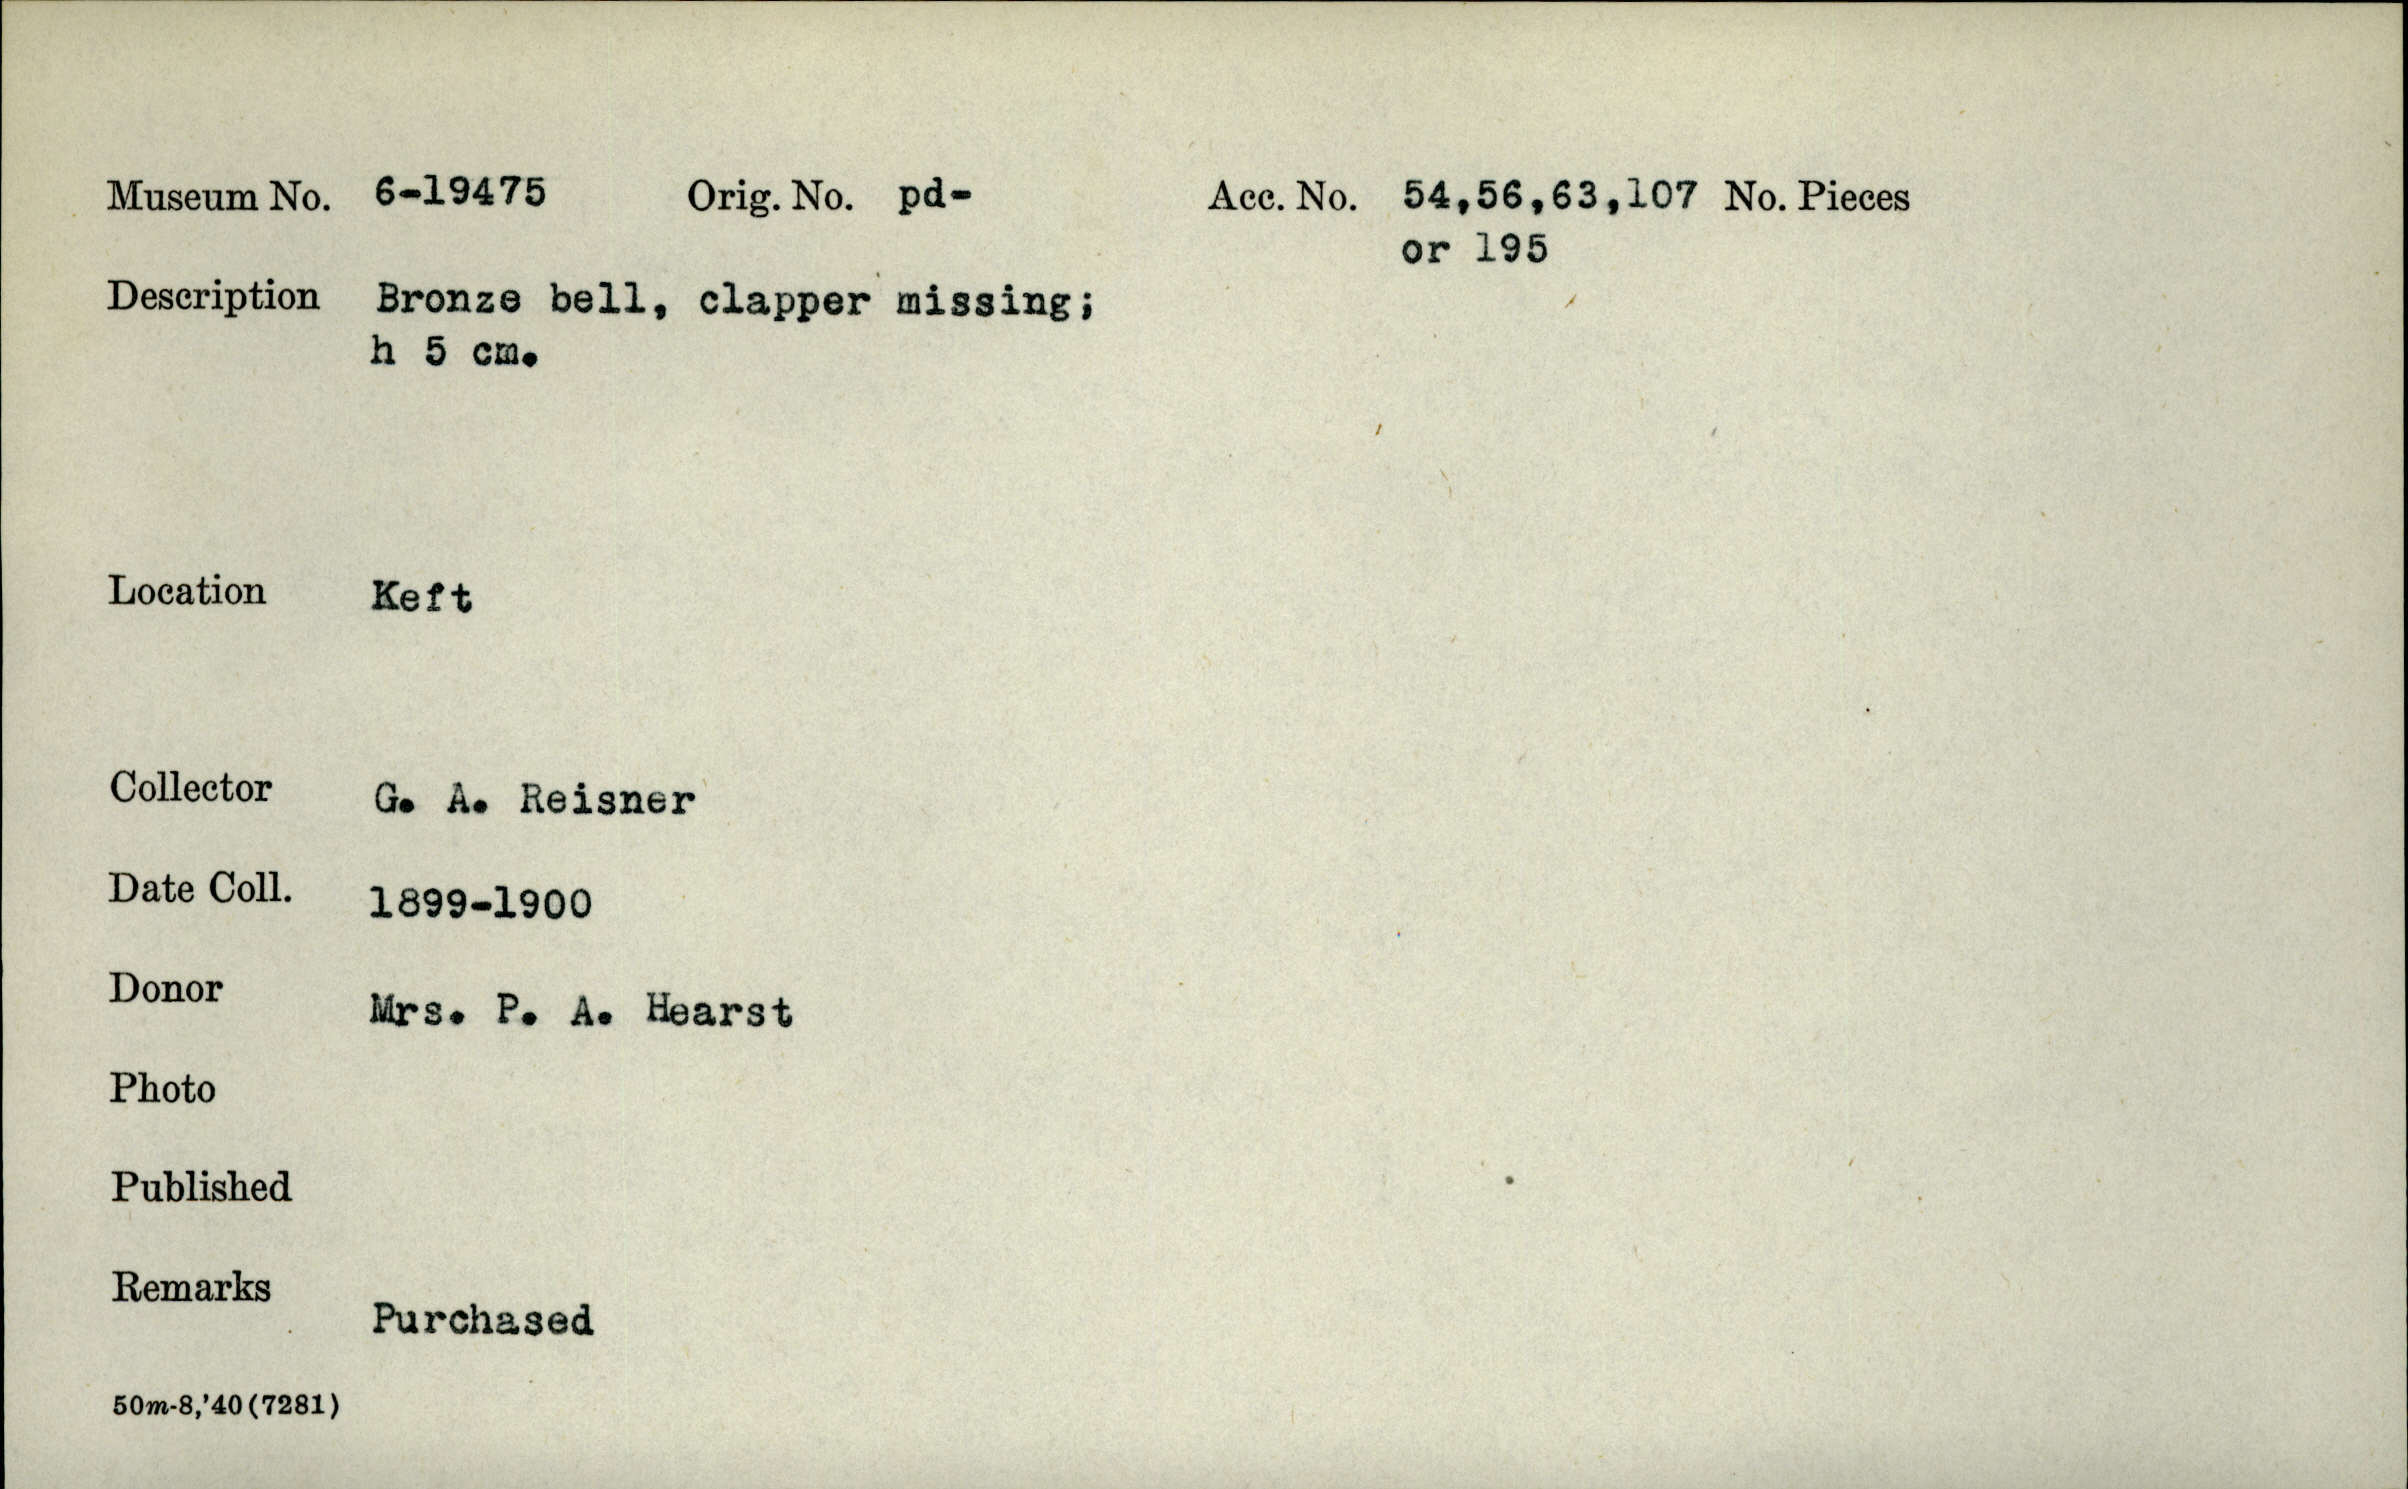 Museum No. 6-19475 Orig. No. pd- Acc. No. 54,56,63,107 No. Pieces
or 195
Description Bronze bell, clapper missing;
h 5 cm.
Location Keft
Collector G. A. Reisner
Date Coll. 1899-1900
Donor Mrs. P. A. Hearst
Photo
Published
Remarks Purchased
50m-8,'40(7281)